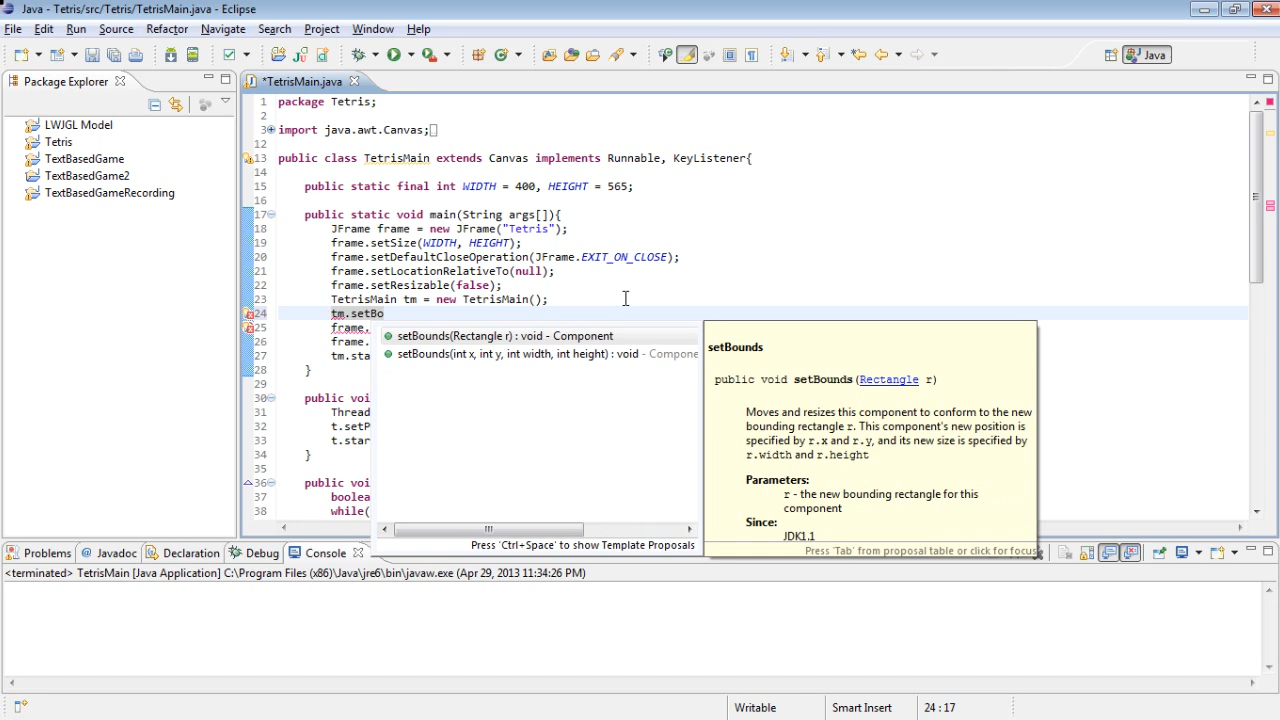 Java - Tetris/src/Tetris/TetrisMain.java - Eclipse
File Edit Run Source Refactor Navigate Search Project Window Help
Java
Package Explorer
*TetrisMain.java
LWJGL Model
Tetris
TextBasedGame
TextBasedGame2
TextBasedGameRecording
1 package Tetris;
2
3 import java.awt.Canvas;
12
13 public class TetrisMain extends Canvas implements Runnable, KeyListener{
14
15 public static final int WIDTH = 400, HEIGHT = 565;
16
17 public static void main(String args[]){
18 JFrame frame = new JFrame("Tetris");
19 frame.setSize(WIDTH, HEIGHT);
20 frame.setDefaultCloseOperation(JFrame.EXIT_ON_CLOSE);
21 frame.setLocationRelativeTo(null);
22 frame.setResizable(false);
23 TetrisMain tm = new TetrisMain();
24 tm.setBo
25 frame.
26 frame.
27 tm.sta
28 }
29
30 public voi
31 Thread
32 t.setP
33 t.star
34 }
35
36 public voi
37 boolea
38 while(
setBounds(Rectangle r) : void - Component
setBounds(int x, int y, int width, int height) : void - Compone
Press 'Ctrl+Space' to show Template Proposals
setBounds
public void setBounds(Rectangle r)
Moves and resizes this component to conform to the new
bounding rectangle r. This component's new position is
specified by r.x and r.y, and its new size is specified by
r.width and r.height
Parameters:
r - the new bounding rectangle for this
component
Since:
JDK1.1
Press 'Tab' from proposal table or click for focus
Problems Javadoc Declaration Debug Console
<terminated> TetrisMain [Java Application] C:\Program Files (x86)\Java\jre6\bin\javaw.exe (Apr 29, 2013 11:34:26 PM)
Writable Smart Insert 24 : 17